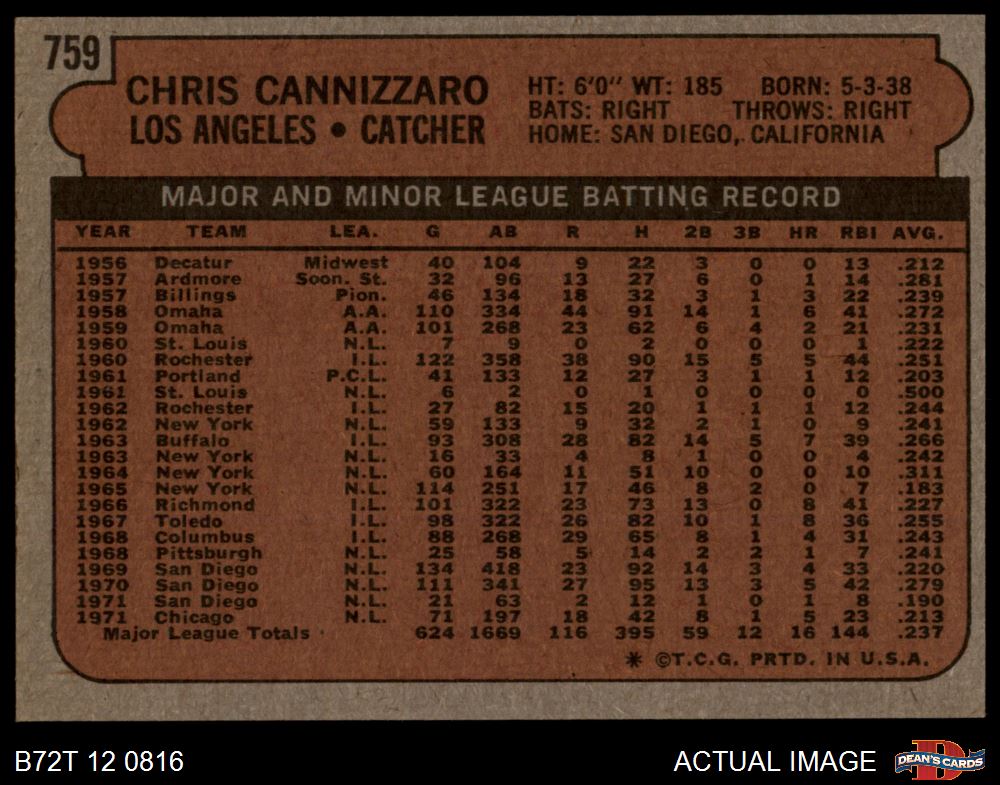 759
CHRIS CANNIZZARO
LOS ANGELES • CATCHER
HT: 6'0" WT: 185 BORN: 5-3-38
BATS: RIGHT THROWS: RIGHT
HOME: SAN DIEGO, CALIFORNIA
MAJOR AND MINOR LEAGUE BATTING RECORD
YEAR TEAM LEA. G AB R H 2B 3B HR RBI AVG.
1956 Decatur Midwest 40 104 9 22 3 0 0 13 .212
1957 Ardmore Soon. St. 32 96 13 27 6 0 1 14 .281
1957 Billings Pion. 46 134 18 32 3 1 3 22 .239
1958 Omaha A.A. 110 334 44 91 14 1 6 41 .272
1959 Omaha A.A. 101 268 23 62 6 4 2 21 .231
1960 St. Louis N.L. 7 9 0 2 0 0 0 1 .222
1960 Rochester I.L. 122 358 38 90 15 5 5 44 .251
1961 Portland P.C.L. 41 133 12 27 3 1 1 12 .203
1961 St. Louis N.L. 6 2 0 1 0 0 0 0 .500
1962 Rochester I.L. 27 82 15 20 1 1 1 12 .244
1962 New York N.L. 59 133 9 32 2 1 0 9 .241
1963 Buffalo I.L. 93 308 28 82 14 5 7 39 .266
1963 New York N.L. 16 33 4 8 1 0 0 4 .242
1964 New York N.L. 60 164 11 51 10 0 0 10 .311
1965 New York N.L. 114 251 17 46 8 2 0 7 .183
1966 Richmond I.L. 101 322 23 73 13 0 8 41 .227
1967 Toledo I.L. 98 322 26 82 10 1 8 36 .255
1968 Columbus I.L. 88 268 29 65 8 1 4 31 .243
1968 Pittsburgh N.L. 25 58 5 14 2 2 1 7 .241
1969 San Diego N.L. 134 418 23 92 14 3 4 33 .220
1970 San Diego N.L. 111 341 27 95 13 3 5 42 .279
1971 San Diego N.L. 21 63 2 12 1 0 1 8 .190
1971 Chicago N.L. 71 197 18 42 8 1 5 23 .213
Major League Totals 624 1669 116 395 59 12 16 144 .237
* ©T.C.G. PRTD. IN U.S.A.
B72T 12 0816
ACTUAL IMAGE
D
DEAN'S CARDS